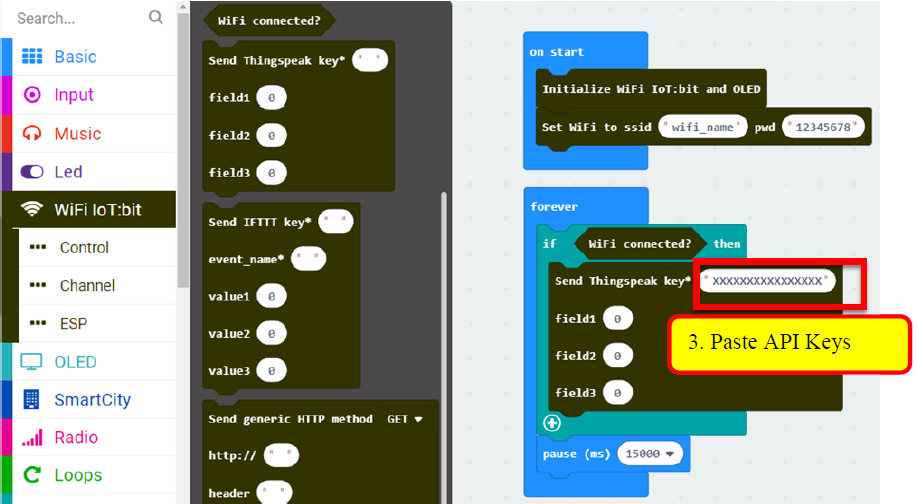 Search...
Basic
Input
Music
Led
WiFi IoT:bit
Control
Channel
ESP
OLED
SmartCity
Radio
Loops
WiFi connected?
Send Thingspeak key* " "
field1 0
field2 0
field3 0
Send IFTTT key* " "
event_name* " "
value1 0
value2 0
value3 0
Send generic HTTP method GET
http:// " "
header " "
on start
Initialize WiFi IoT:bit and OLED
Set WiFi to ssid "wifi_name" pwd "12345678"
forever
if WiFi connected? then
Send Thingspeak key* "XXXXXXXXXXXXXXXX"
field1 0
field2 0
field3 0
pause (ms) 15000
3. Paste API Keys